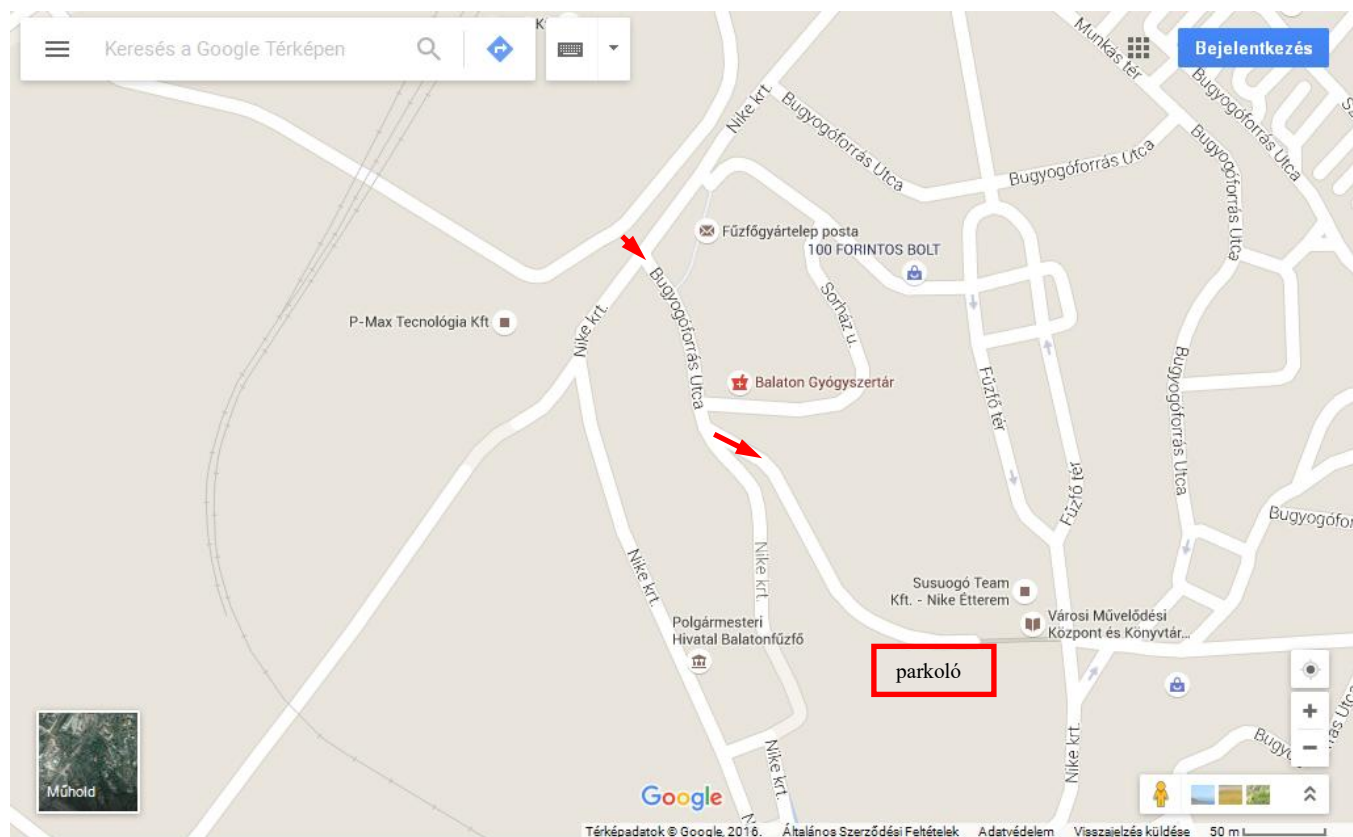 Keresés a Google Térképen
Bejelentkezés
Munkás tér
Nike krt.
Bugyogóforrás Utca
Bugyogóforrás Utca
Bugyogóforrás Utca
Bugyogóforrás Utca
Fűzfőgyártelep posta
100 FORINTOS BOLT
Bugyogóforrás Utca
Sorház u.
P-Max Tecnológia Kft
Nike krt.
Balaton Gyógyszertár
Fűzfő tér
Bugyogóforrás Utca
Fűzfő tér
Bugyogófor
Nike krt.
Nike krt.
Susuogó Team
Kft. - Nike Étterem
Városi Művelődési
Központ és Könyvtár...
Polgármesteri
Hivatal Balatonfűzfő
parkoló
Nike krt.
Nike krt.
Műhold
Google
Térképadatok © Google, 2016.
Általános Szerződési Feltételek
Adatvédelem
Visszajelzés küldése
50 m